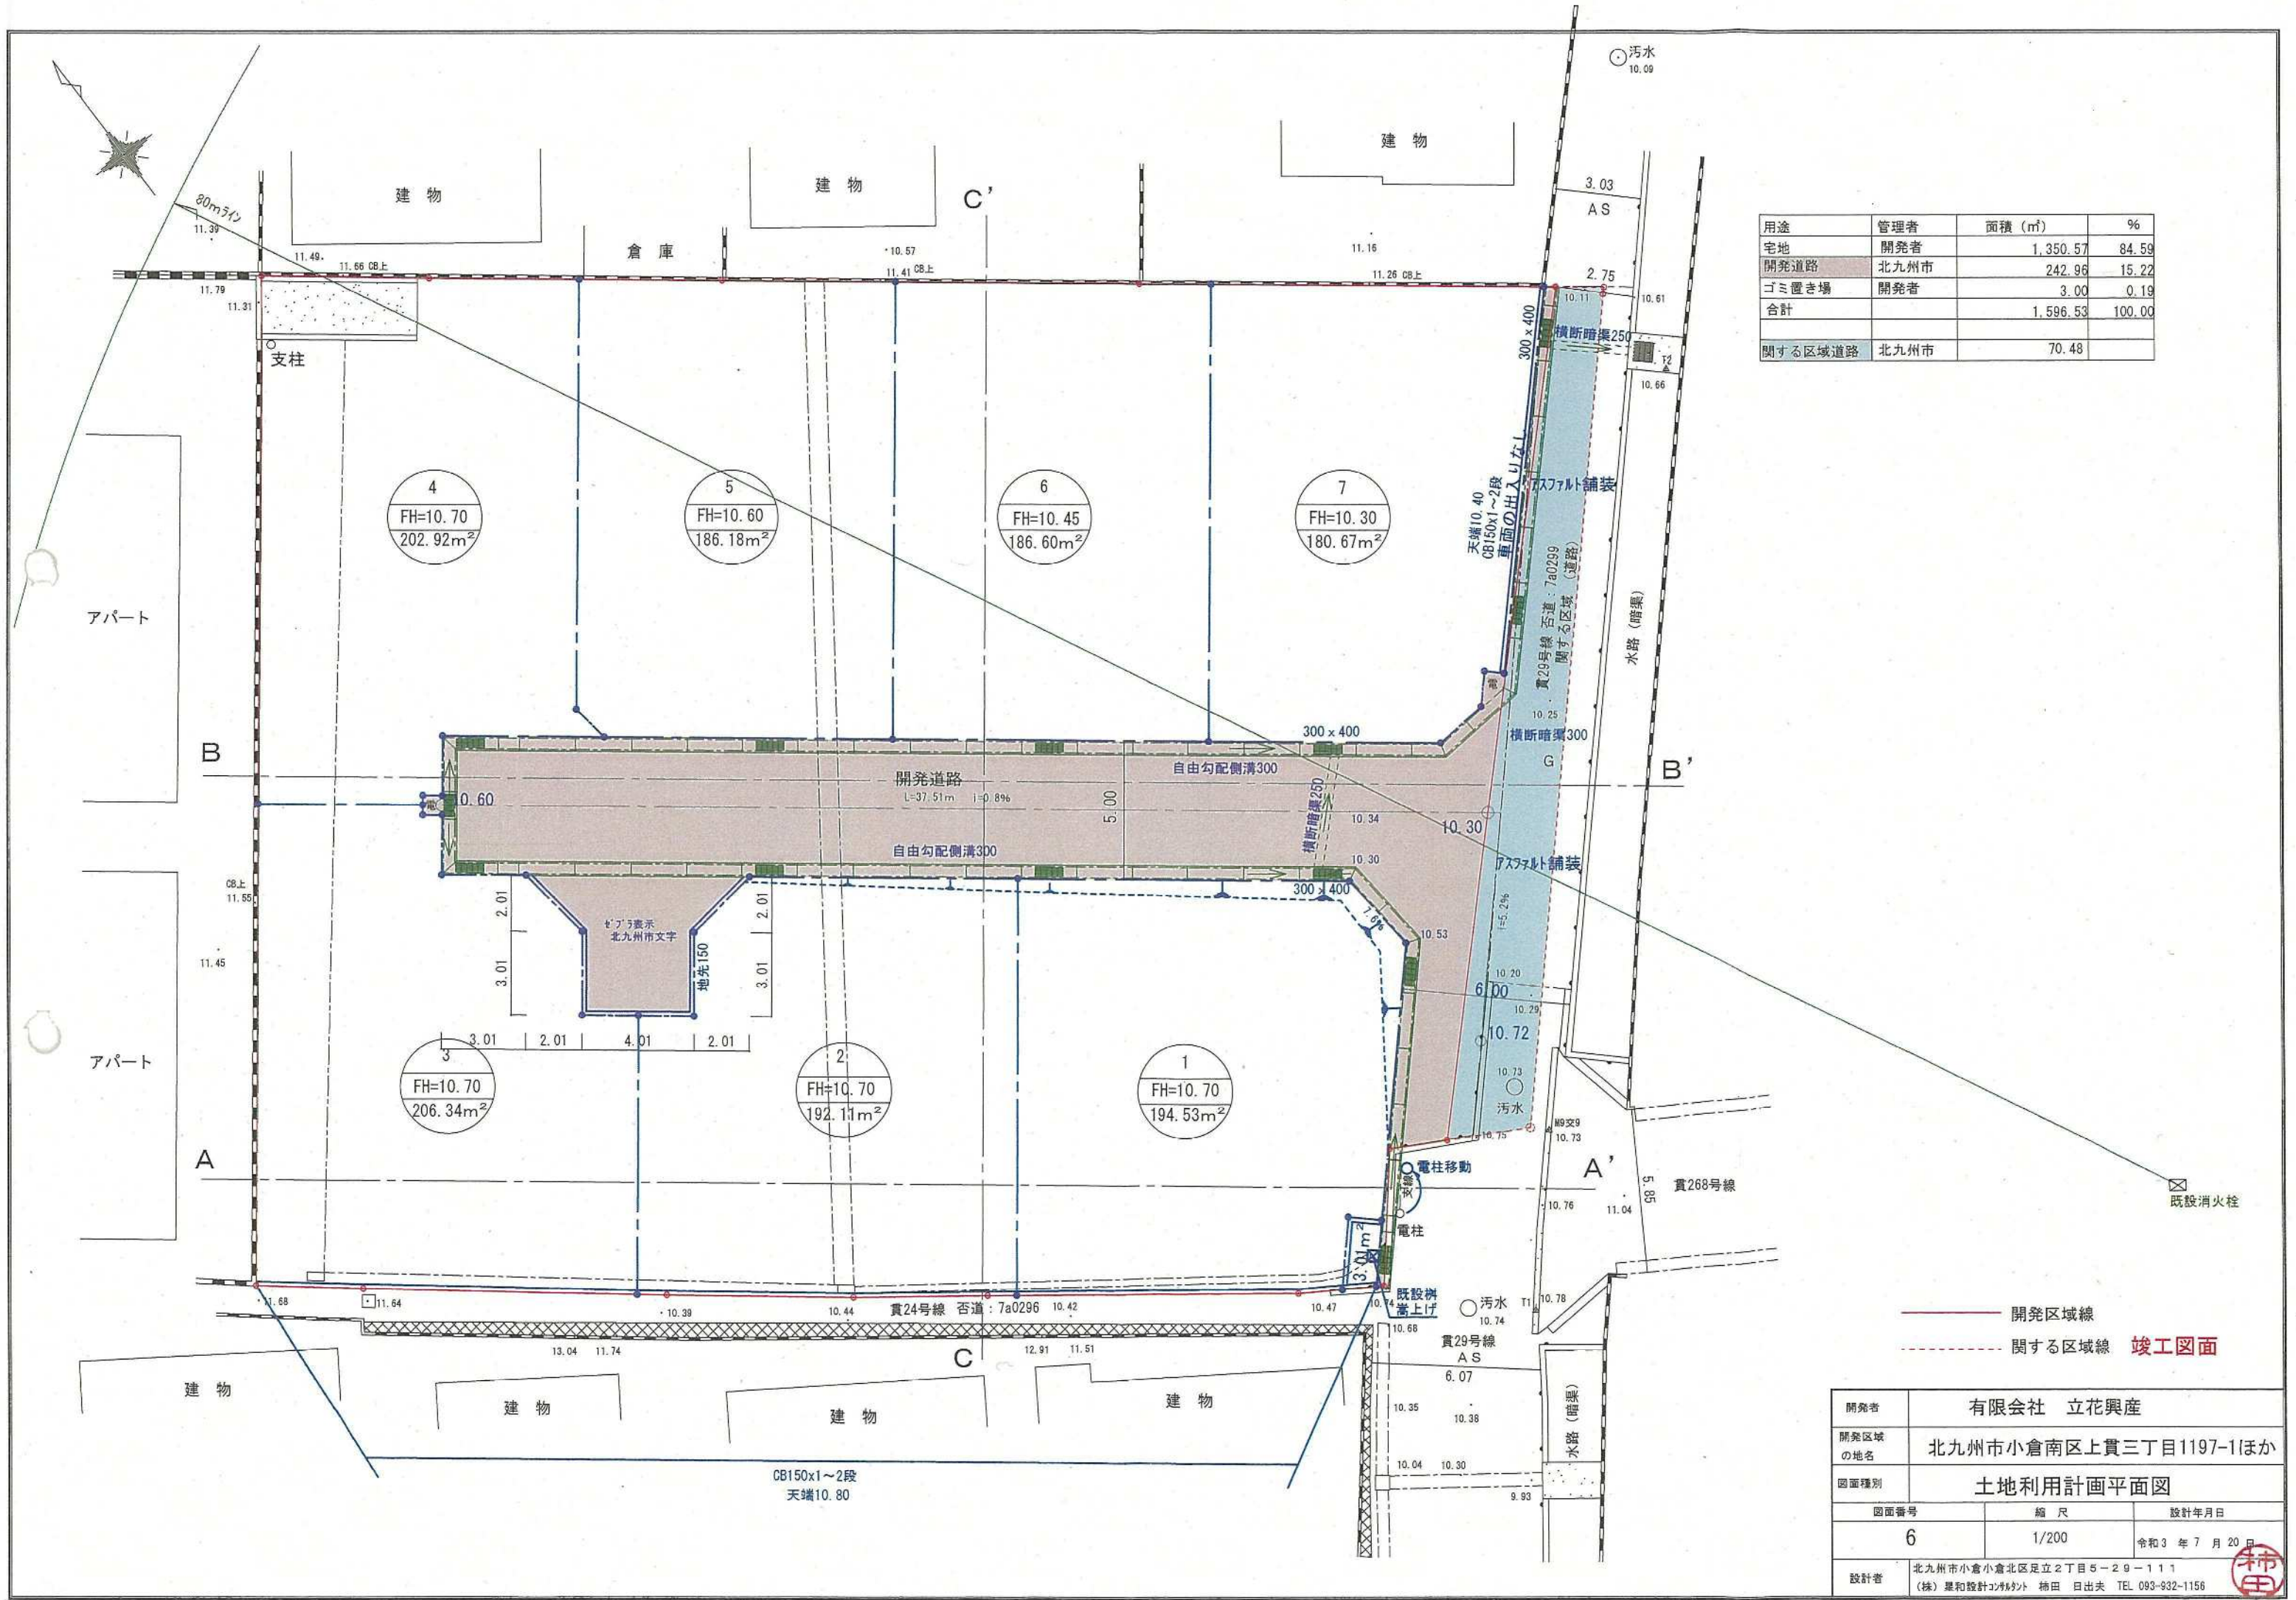 汚水
10.09
建 物
建 物
建 物
C'
3.03
AS
80mライン
11.39
倉 庫
11.49
11.66 CB上
10.57
11.41 CB上
11.16
11.26 CB上
2.75
11.79
11.31
10.11
10.61
支柱
300×400
横断暗渠250
T2
10.66
用途 管理者 面積(㎡) %
宅地 開発者 1,350.57 84.59
開発道路 北九州市 242.96 15.22
ゴミ置き場 開発者 3.00 0.19
合計 1,596.53 100.00
関する区域道路 北九州市 70.48
4
FH=10.70
202.92m²
5
FH=10.60
186.18m²
6
FH=10.45
186.60m²
7
FH=10.30
180.67m²
天端10.40
CB150x1~2段
車両の出入りなし
アスファルト舗装
貫29号線 否道:7a0299
関する区域(道路)
水路(暗渠)
アパート
300×400
10.25
横断暗渠300
G
B
B'
開発道路
L=37.51m i=0.8%
自由勾配側溝300
10.60
5.00
横断暗渠250
10.34
10.30
自由勾配側溝300
10.30
300×400
アスファルト舗装
CB上
11.55
2.01
ゼブラ表示
北九州市文字
2.01
7.6%
10.53
i=5.2%
11.45
3.01
地先150
3.01
10.20
6.00
10.29
3.01
2.01
4.01
2.01
10.72
アパート
3
FH=10.70
206.34m²
2
FH=10.70
192.11m²
1
FH=10.70
194.53m²
10.73
汚水
10.75
M9交9
10.73
A
A'
電柱移動
支線
電柱
5.85
貫268号線
10.76
11.04
既設消火栓
3.01m²
11.68
11.64
10.39
10.44
貫24号線 否道:7a0296
10.42
10.47
10.74
既設桝
嵩上げ
汚水
10.74
T1
10.78
10.68
貫29号線
AS
6.07
13.04
11.74
C
12.91
11.51
建 物
建 物
建 物
建 物
10.35
10.38
水路(暗渠)
10.04
10.30
9.93
CB150x1~2段
天端10.80
開発区域線
関する区域線
竣工図面
開発者 有限会社 立花興産
開発区域の地名 北九州市小倉南区上貫三丁目1197-1ほか
図面種別 土地利用計画平面図
図面番号 縮 尺 設計年月日
6 1/200 令和3 年 7 月 20 日
設計者
北九州市小倉小倉北区足立2丁目5-29-111
(株)星和設計コンサルタント 柿田 日出夫 TEL 093-932-1156
柿田